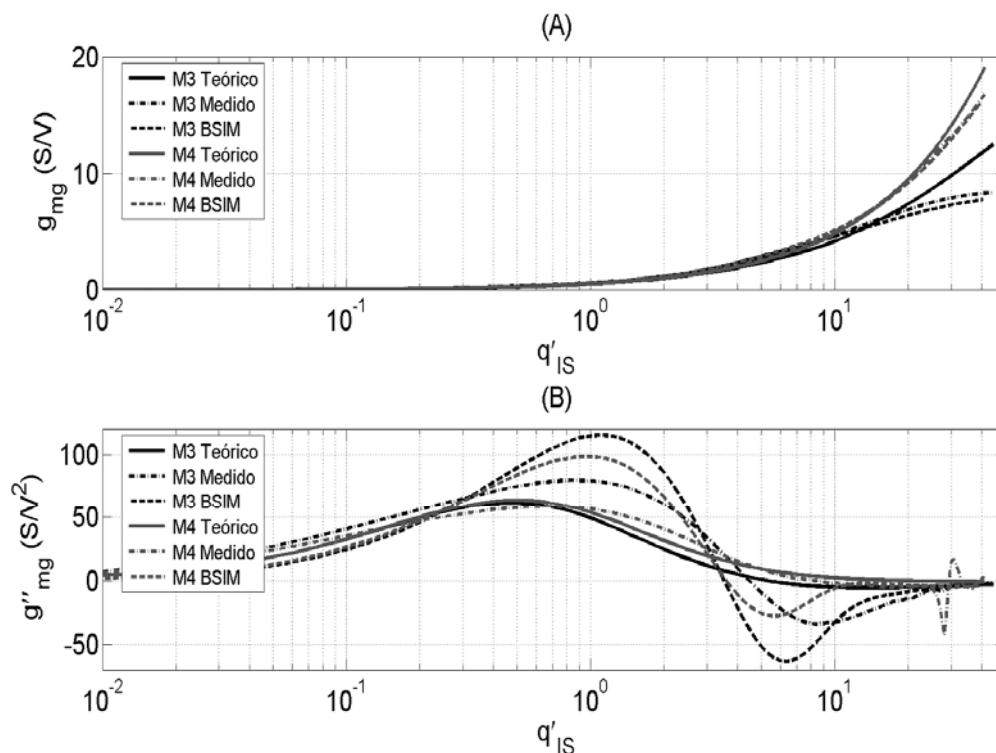 (A)
g_mg (S/V)
20
10
0
M3 Teórico
M3 Medido
M3 BSIM
M4 Teórico
M4 Medido
M4 BSIM
10^-2 10^-1 10^0 10^1
q'_IS
(B)
g''_mg (S/V^2)
100
50
0
-50
M3 Teórico
M3 Medido
M3 BSIM
M4 Teórico
M4 Medido
M4 BSIM
10^-2 10^-1 10^0 10^1
q'_IS